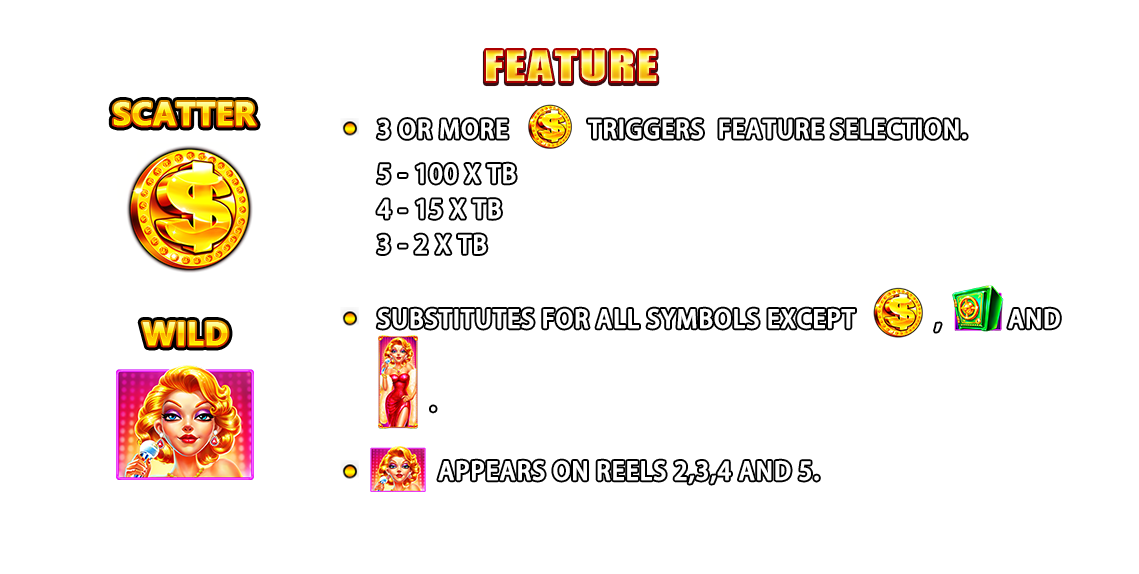 FEATURE
SCATTER
3 OR MORE TRIGGERS FEATURE SELECTION.
5 - 100 X TB
4 - 15 X TB
3 - 2 X TB
WILD
SUBSTITUTES FOR ALL SYMBOLS EXCEPT , AND
.
APPEARS ON REELS 2,3,4 AND 5.